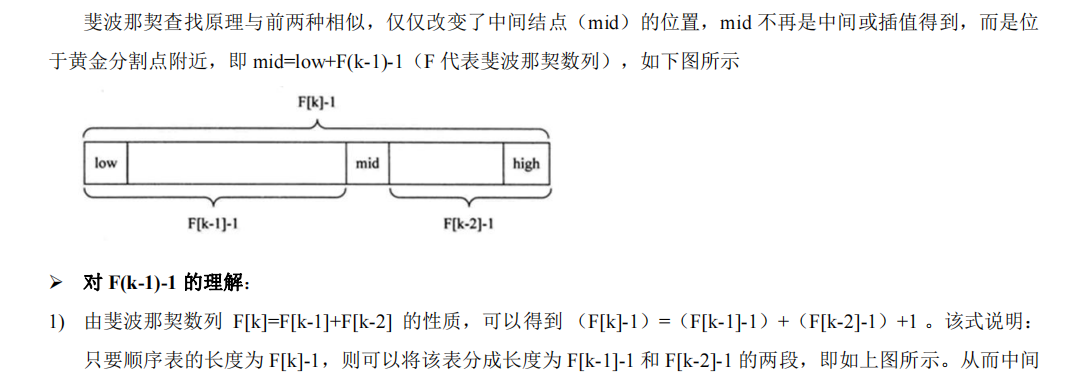 斐波那契查找原理与前两种相似，仅仅改变了中间结点（mid）的位置，mid 不再是中间或插值得到，而是位
于黄金分割点附近，即 mid=low+F(k-1)-1（F 代表斐波那契数列），如下图所示
F[k]-1
low mid high
F[k-1]-1 F[k-2]-1
➢ 对 F(k-1)-1 的理解：
1) 由斐波那契数列 F[k]=F[k-1]+F[k-2] 的性质，可以得到 （F[k]-1）=（F[k-1]-1）+（F[k-2]-1）+1 。该式说明：
只要顺序表的长度为 F[k]-1，则可以将该表分成长度为 F[k-1]-1 和 F[k-2]-1 的两段，即如上图所示。从而中间